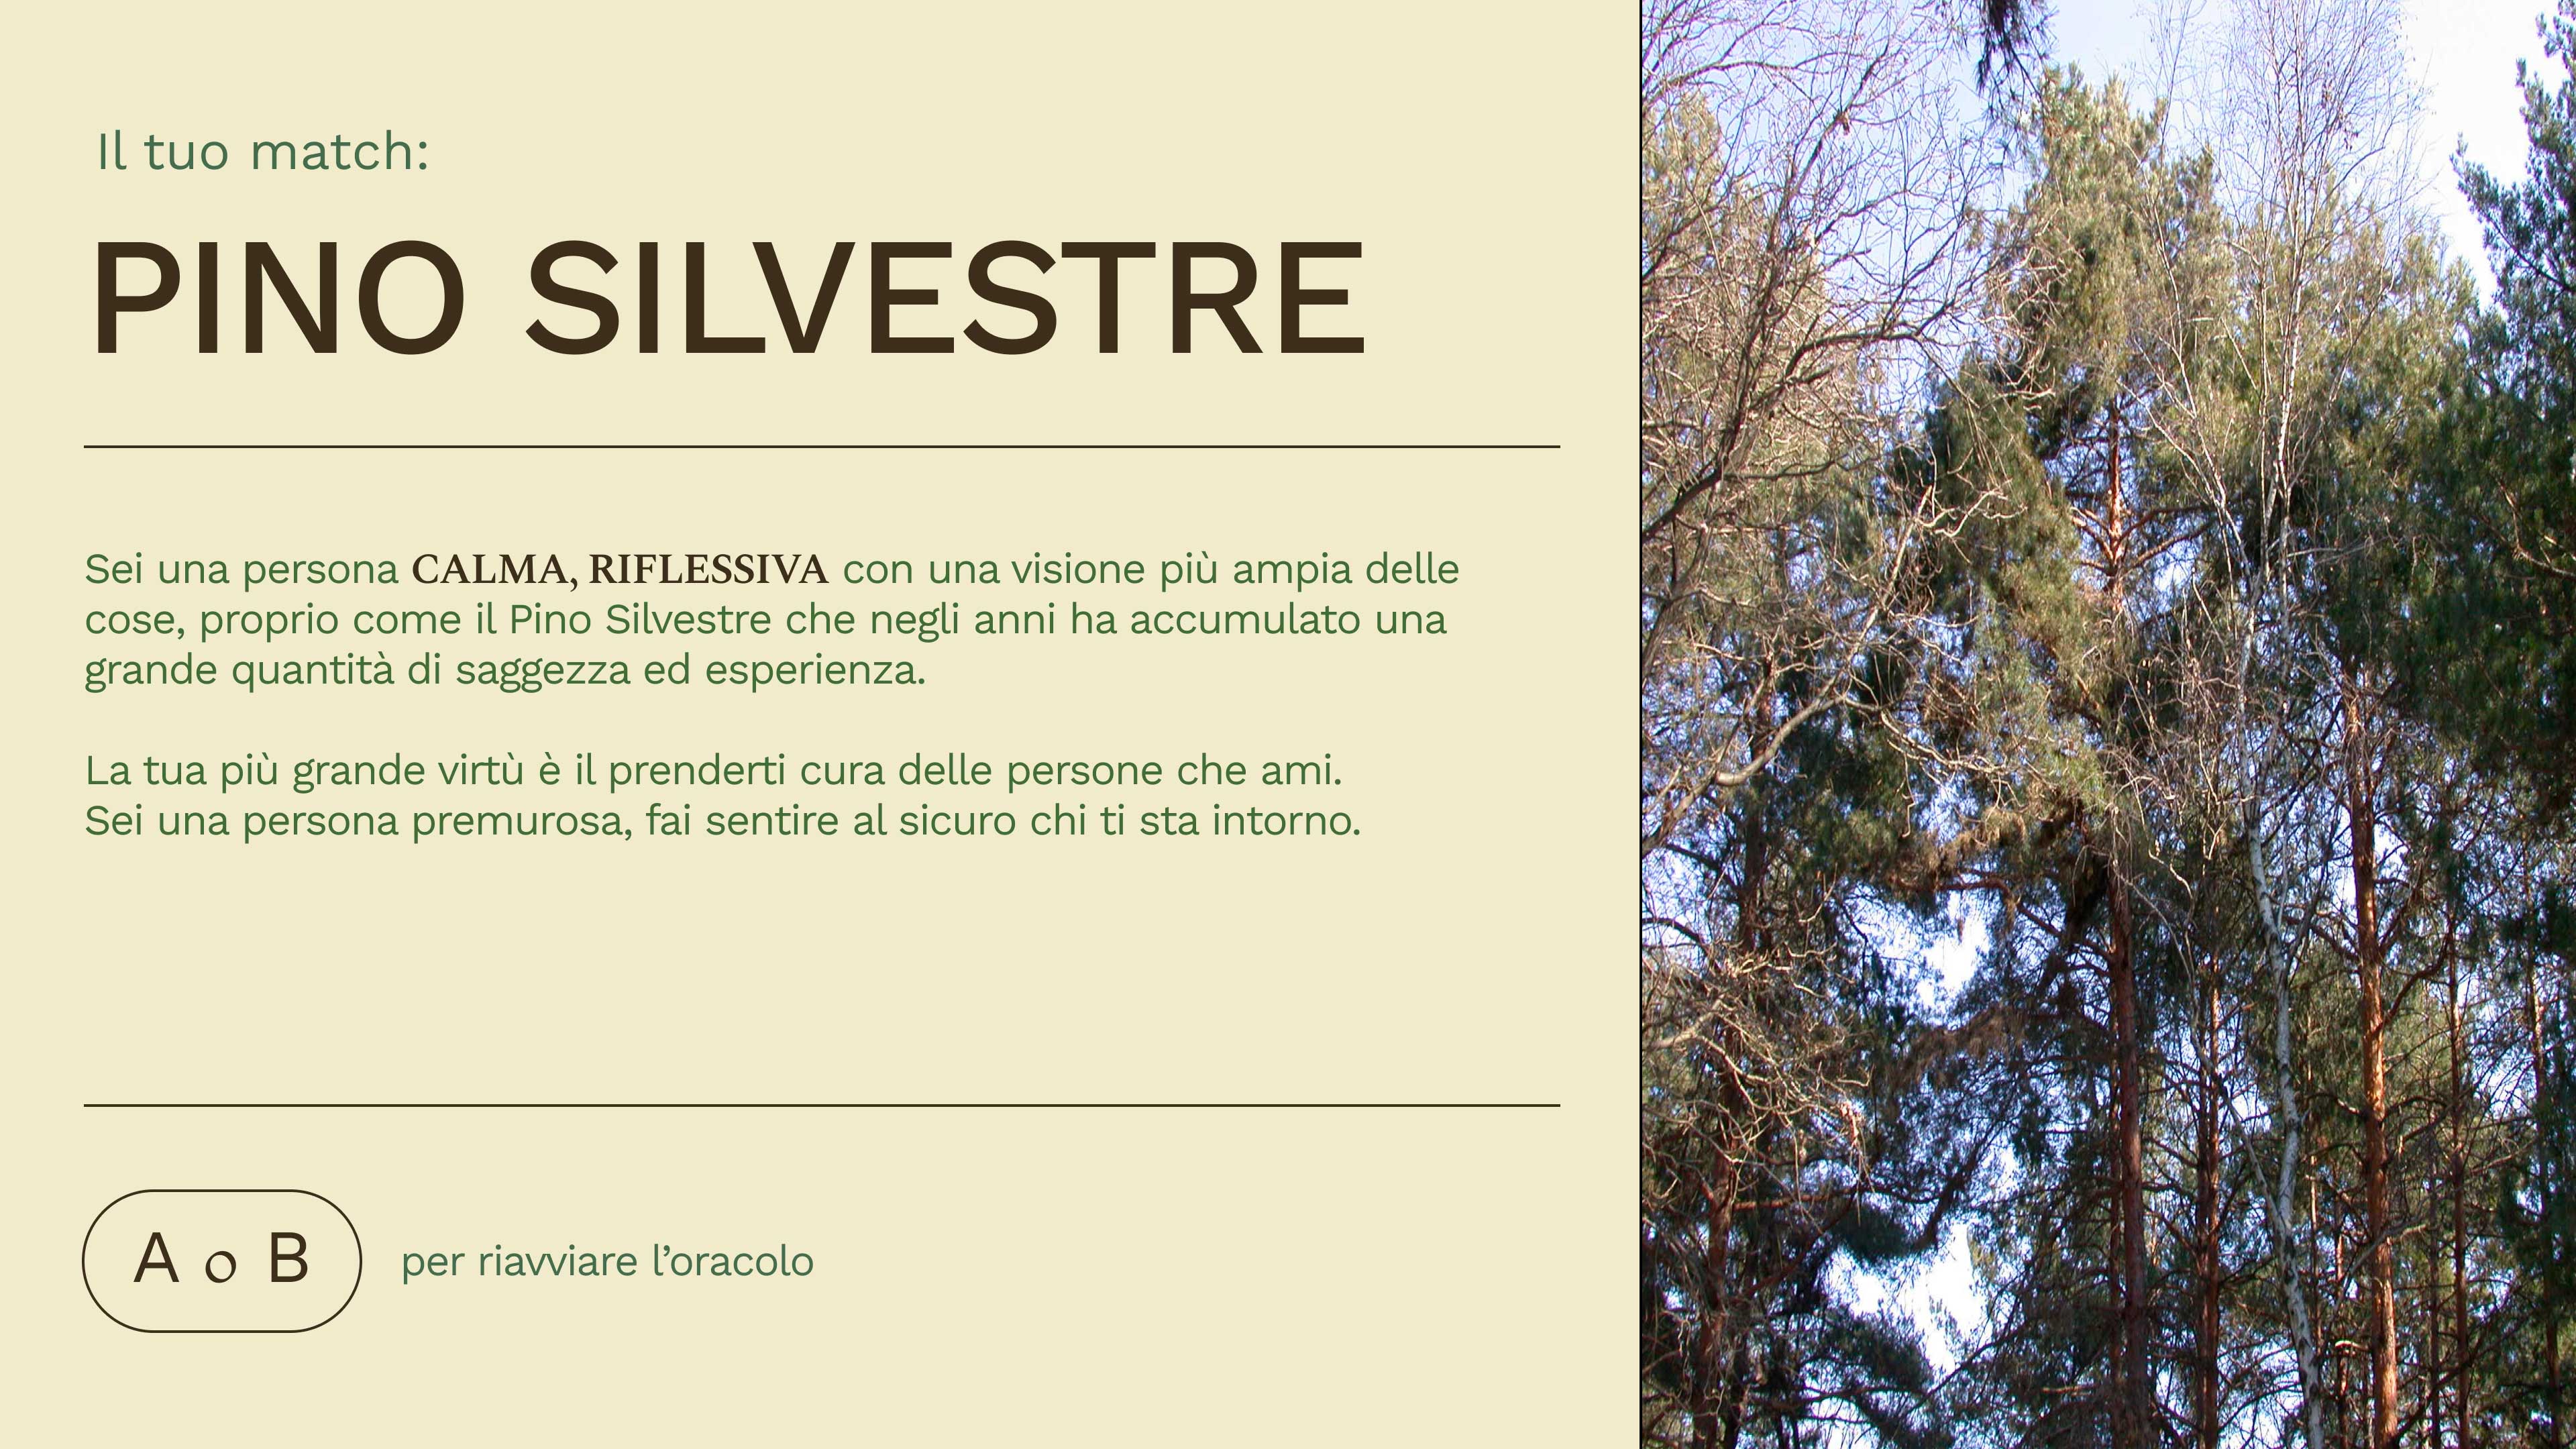 Il tuo match:
PINO SILVESTRE
Sei una persona CALMA, RIFLESSIVA con una visione più ampia delle
cose, proprio come il Pino Silvestre che negli anni ha accumulato una
grande quantità di saggezza ed esperienza.
La tua più grande virtù è il prenderti cura delle persone che ami.
Sei una persona premurosa, fai sentire al sicuro chi ti sta intorno.
A o B per riavviare l’oracolo